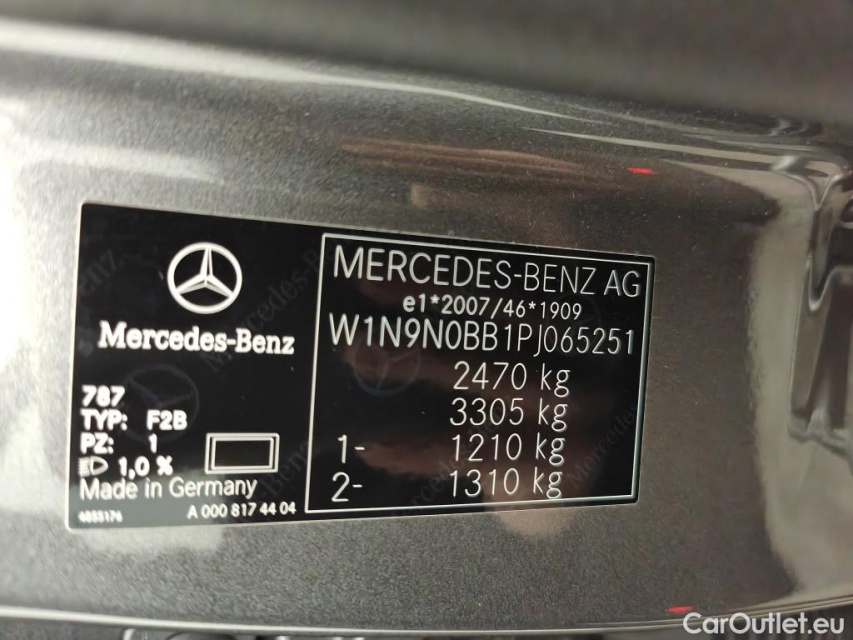 Mercedes-Benz
787
TYP: F2B
PZ: 1
1,0 %
Made in Germany
4855176
A 000 817 44 04
MERCEDES-BENZ AG
e1*2007/46*1909
W1N9N0BB1PJ065251
2470 kg
3305 kg
1- 1210 kg
2- 1310 kg
CarOutlet.eu